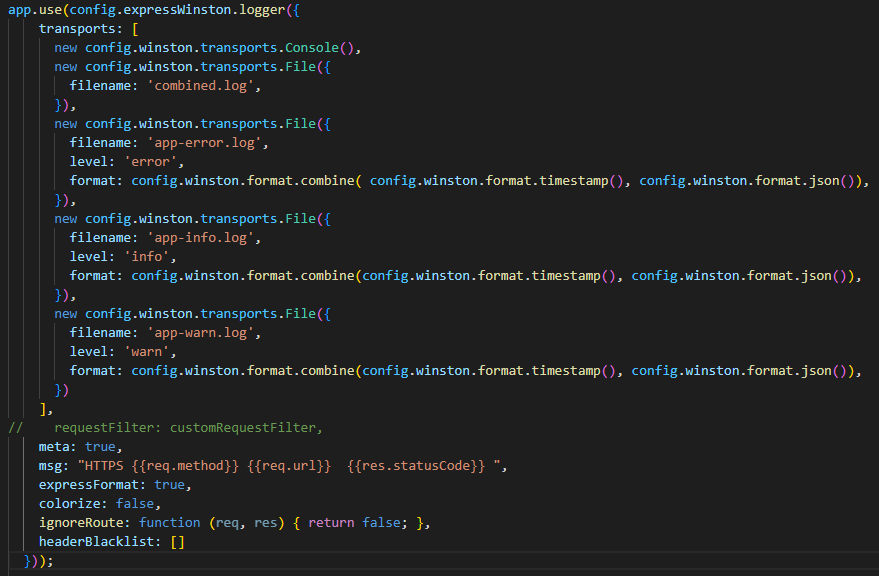 app.use(config.expressWinston.logger({
    transports: [
      new config.winston.transports.Console(),
      new config.winston.transports.File({
        filename: 'combined.log',
      }),
      new config.winston.transports.File({
        filename: 'app-error.log',
        level: 'error',
        format: config.winston.format.combine( config.winston.format.timestamp(), config.winston.format.json()),
      }),
      new config.winston.transports.File({
        filename: 'app-info.log',
        level: 'info',
        format: config.winston.format.combine(config.winston.format.timestamp(), config.winston.format.json()),
      }),
      new config.winston.transports.File({
        filename: 'app-warn.log',
        level: 'warn',
        format: config.winston.format.combine(config.winston.format.timestamp(), config.winston.format.json()),
      })
    ],
//    requestFilter: customRequestFilter,
    meta: true,
    msg: "HTTPS {{req.method}} {{req.url}}  {{res.statusCode}} ",
    expressFormat: true,
    colorize: false,
    ignoreRoute: function (req, res) { return false; },
    headerBlacklist: []
  }));